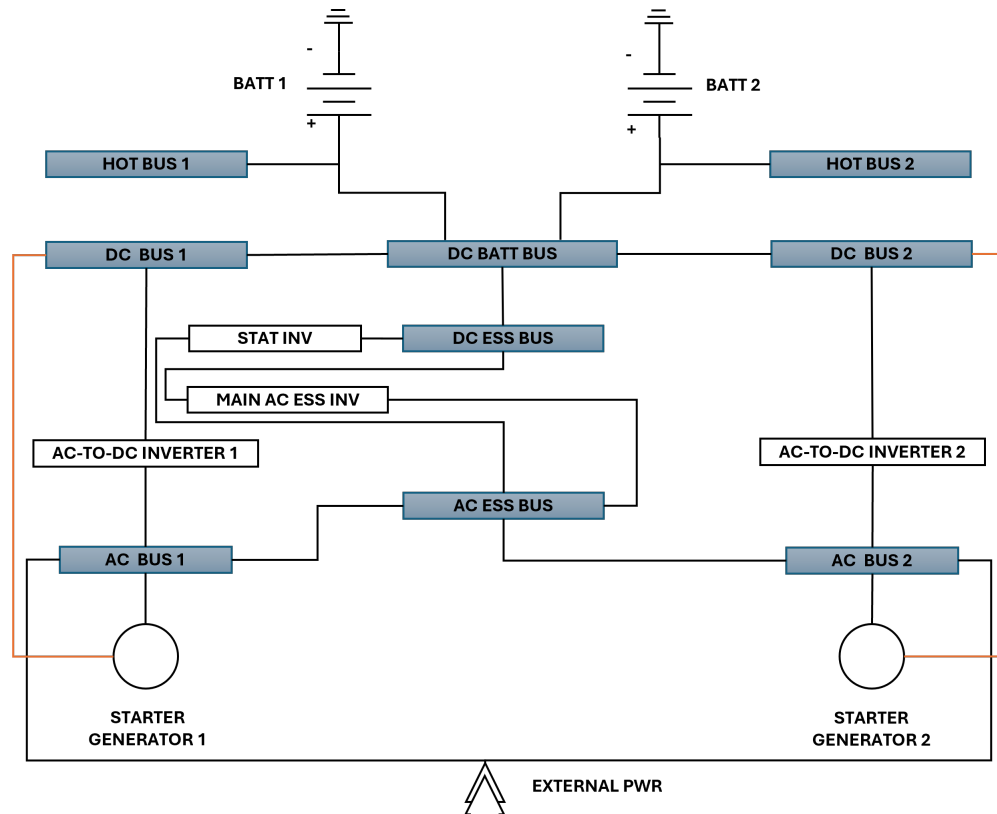 -
-
BATT 1
BATT 2
+
+
HOT BUS 1
HOT BUS 2
DC BUS 1
DC BATT BUS
DC BUS 2
STAT INV
DC ESS BUS
MAIN AC ESS INV
AC-TO-DC INVERTER 1
AC-TO-DC INVERTER 2
AC ESS BUS
AC BUS 1
AC BUS 2
STARTER
GENERATOR 1
STARTER
GENERATOR 2
EXTERNAL PWR